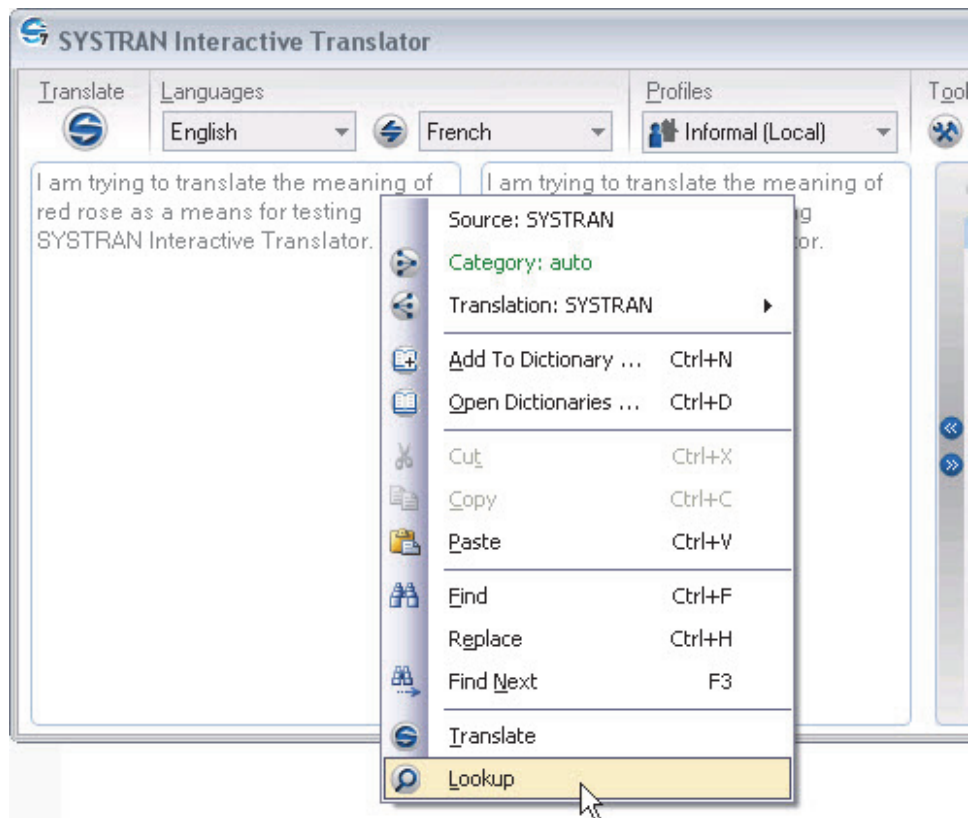 SYSTRAN Interactive Translator
Translate Languages Profiles Tool
English French Informal (Local)
I am trying to translate the meaning of
red rose as a means for testing
SYSTRAN Interactive Translator.
I am trying to translate the meaning of
g
or.
Source: SYSTRAN
Category: auto
Translation: SYSTRAN
Add To Dictionary ... Ctrl+N
Open Dictionaries ... Ctrl+D
Cut Ctrl+X
Copy Ctrl+C
Paste Ctrl+V
Find Ctrl+F
Replace Ctrl+H
Find Next F3
Translate
Lookup